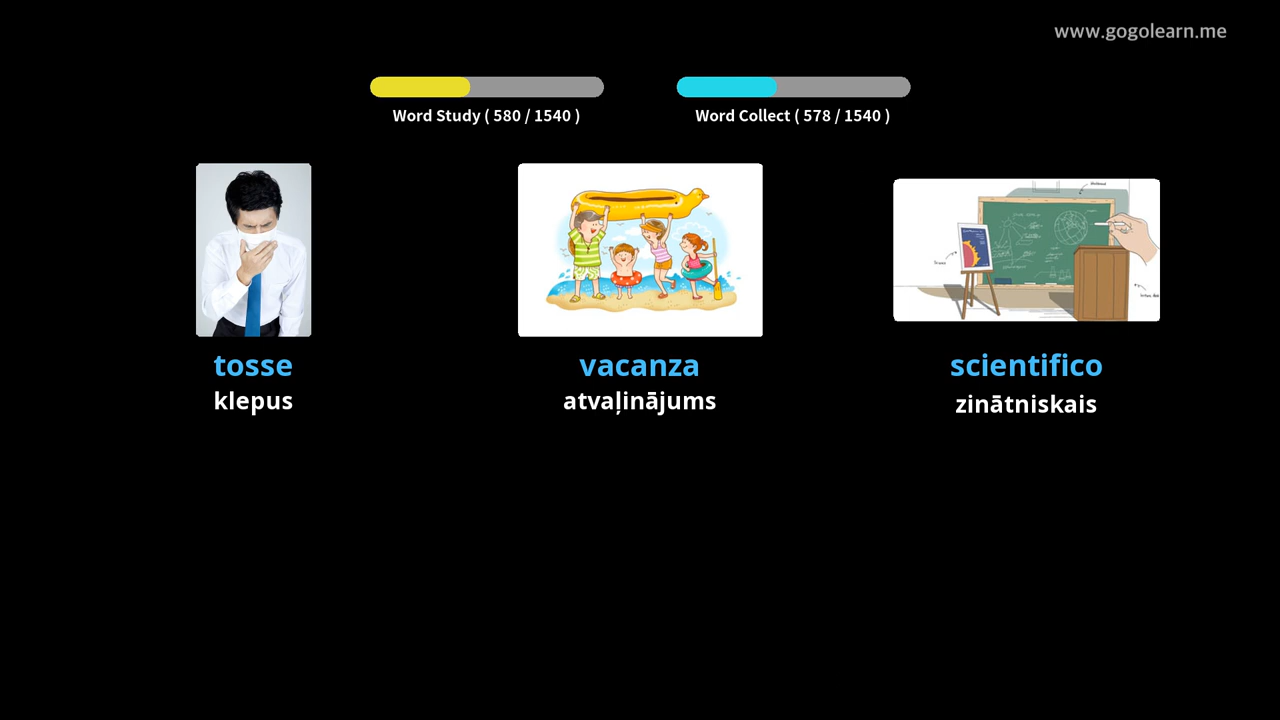 www.gogolearn.me
Word Study ( 580 / 1540 )
Word Collect ( 578 / 1540 )
tosse
klepus
vacanza
atvaļinājums
scientifico
zinātniskais